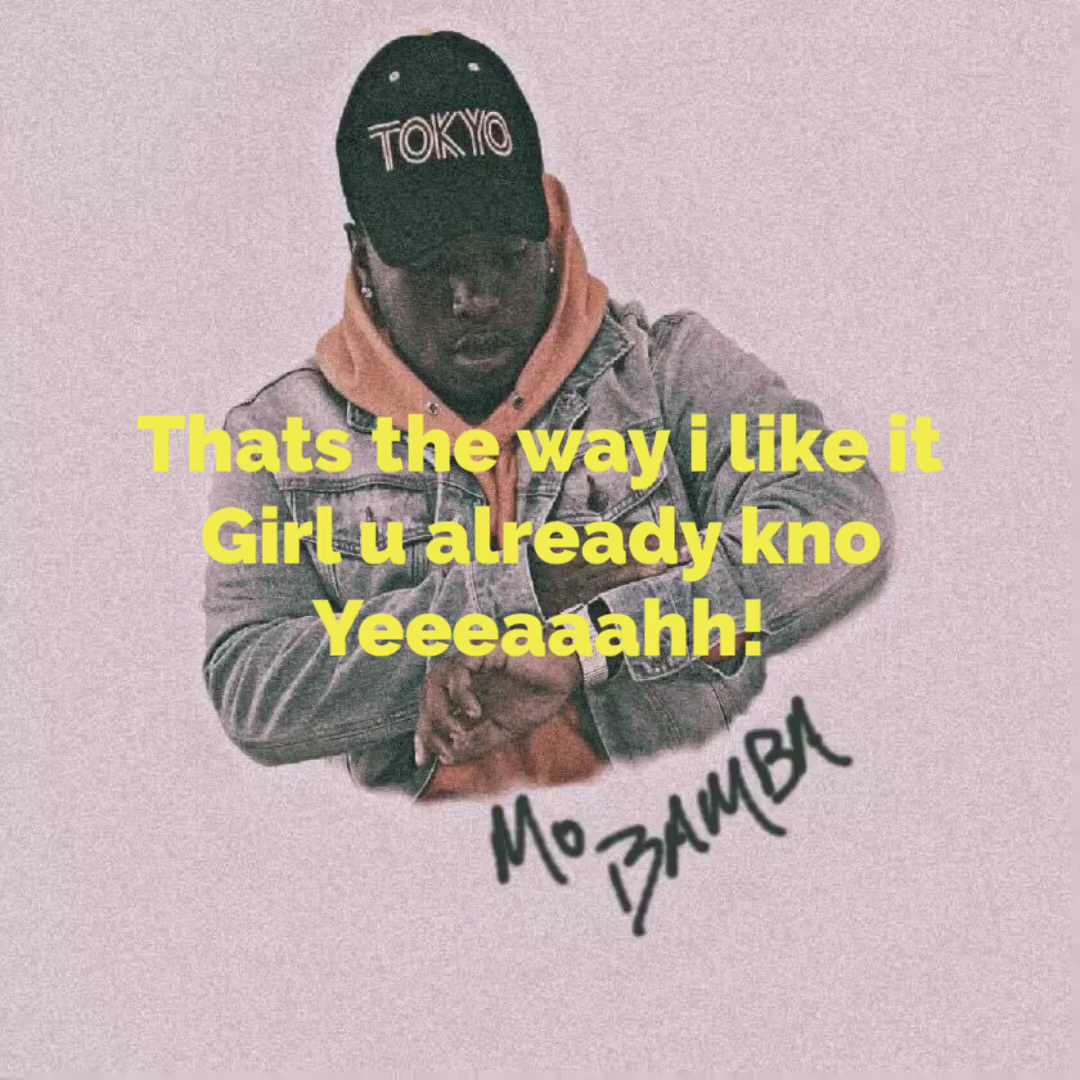 TOKYO
Thats the way i like it
Girl u already kno
Yeeeaaahh!
Mo BAMBA